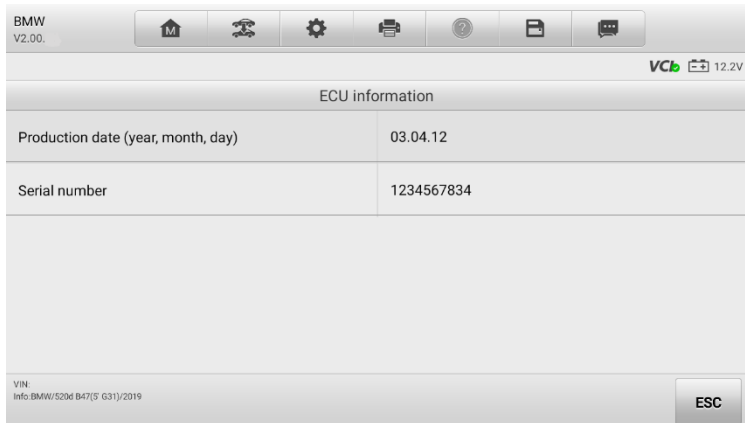 BMW
V2.00.
M
?
VCI 12.2V
ECU information
Production date (year, month, day) 03.04.12
Serial number 1234567834
VIN:
Info:BMW/520d B47(5' G31)/2019
ESC